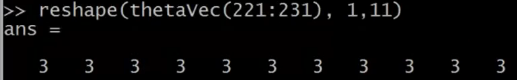 >> reshape(thetaVec(221:231), 1,11)
ans =
3 3 3 3 3 3 3 3 3 3 3